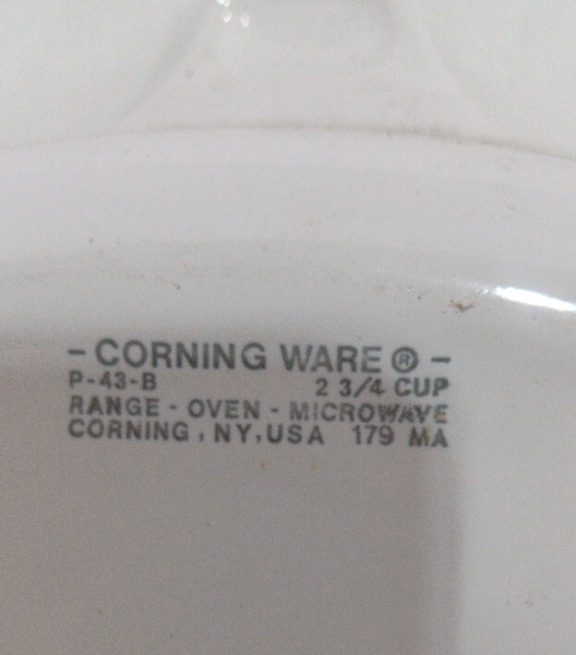 - CORNING WARE ® -
P-43-B 2 3/4 CUP
RANGE - OVEN - MICROWAVE
CORNING, NY, USA 179 MA